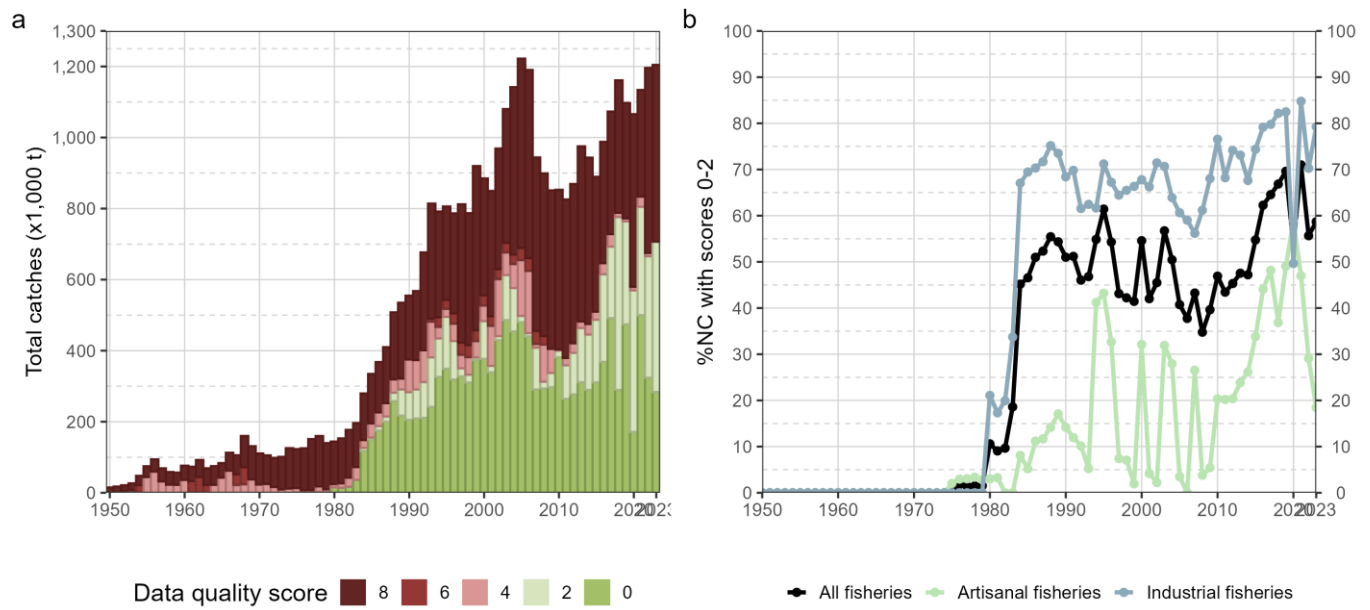 a
Total catches (x1,000 t)
1,300
1,200
1,000
800
600
400
200
0
1950 1960 1970 1980 1990 2000 2010 2020 2023
Data quality score 8 6 4 2 0
b
%NC with scores 0-2
100 100
90 90
80 80
70 70
60 60
50 50
40 40
30 30
20 20
10 10
0 0
1950 1960 1970 1980 1990 2000 2010 2020 2023
All fisheries Artisanal fisheries Industrial fisheries